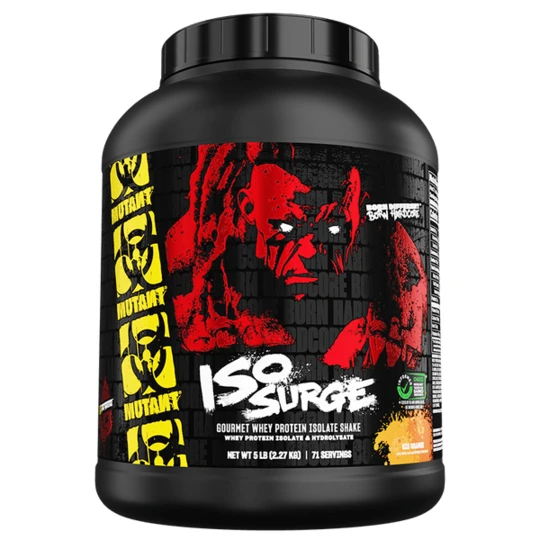 MUTANT
MUTANT
MUTANT
MUTANT
BORN DIFFERENT
BORN HARDCORE
ISO
SURGE
GOURMET WHEY PROTEIN ISOLATE SHAKE
WHEY PROTEIN ISOLATE & HYDROLYSATE
NET WT 5 LB (2.27 KG) | 71 SERVINGS